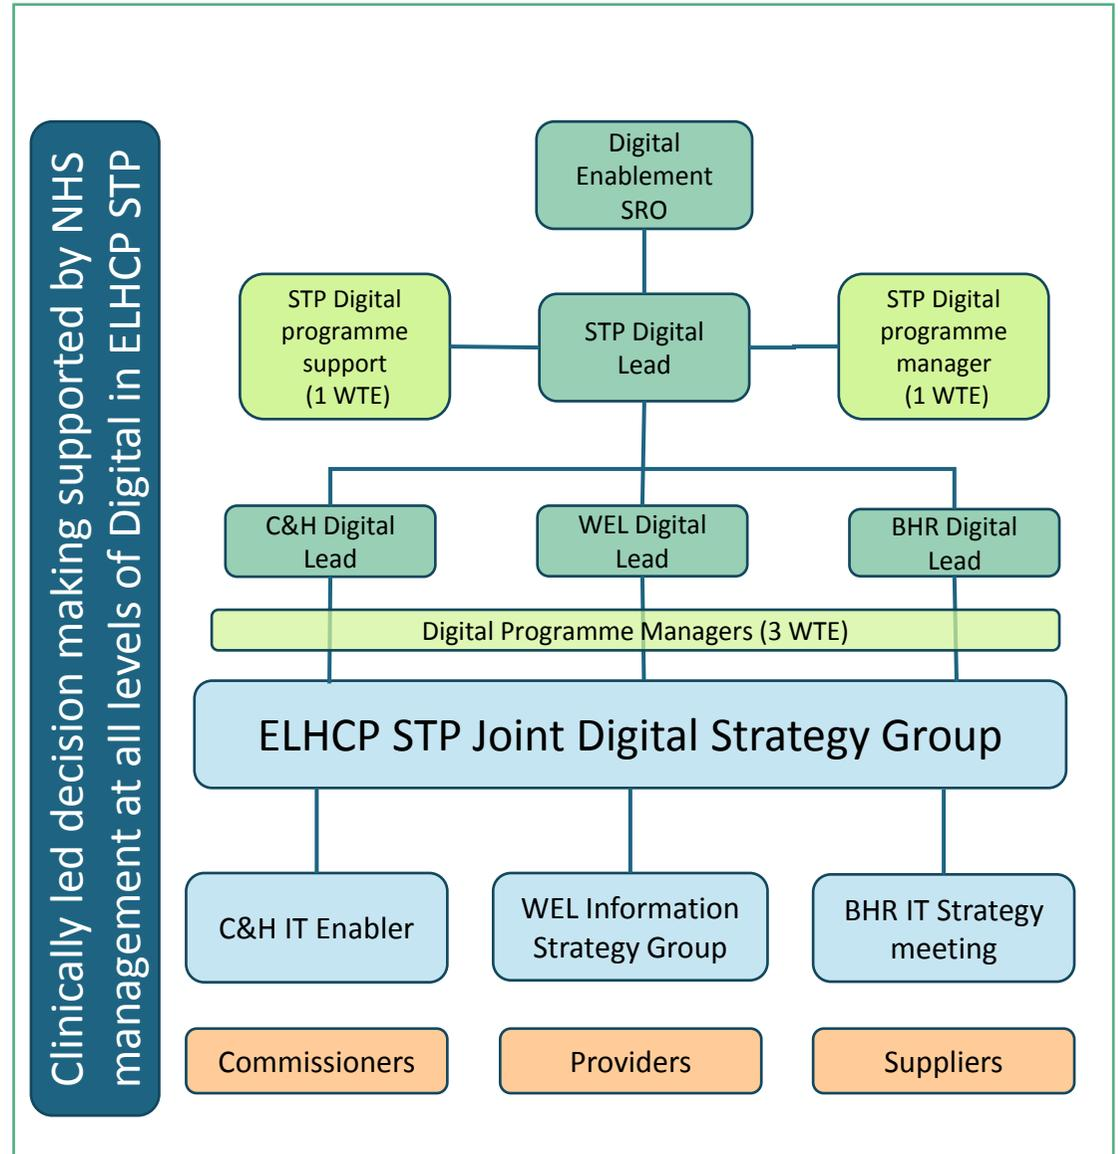 Clinically led decision making supported by NHS
management at all levels of Digital in ELHCP STP
Digital
Enablement
SRO
STP Digital
programme
support
(1 WTE)
STP Digital
Lead
STP Digital
programme
manager
(1 WTE)
C&H Digital
Lead
WEL Digital
Lead
BHR Digital
Lead
Digital Programme Managers (3 WTE)
ELHCP STP Joint Digital Strategy Group
C&H IT Enabler
WEL Information
Strategy Group
BHR IT Strategy
meeting
Commissioners
Providers
Suppliers